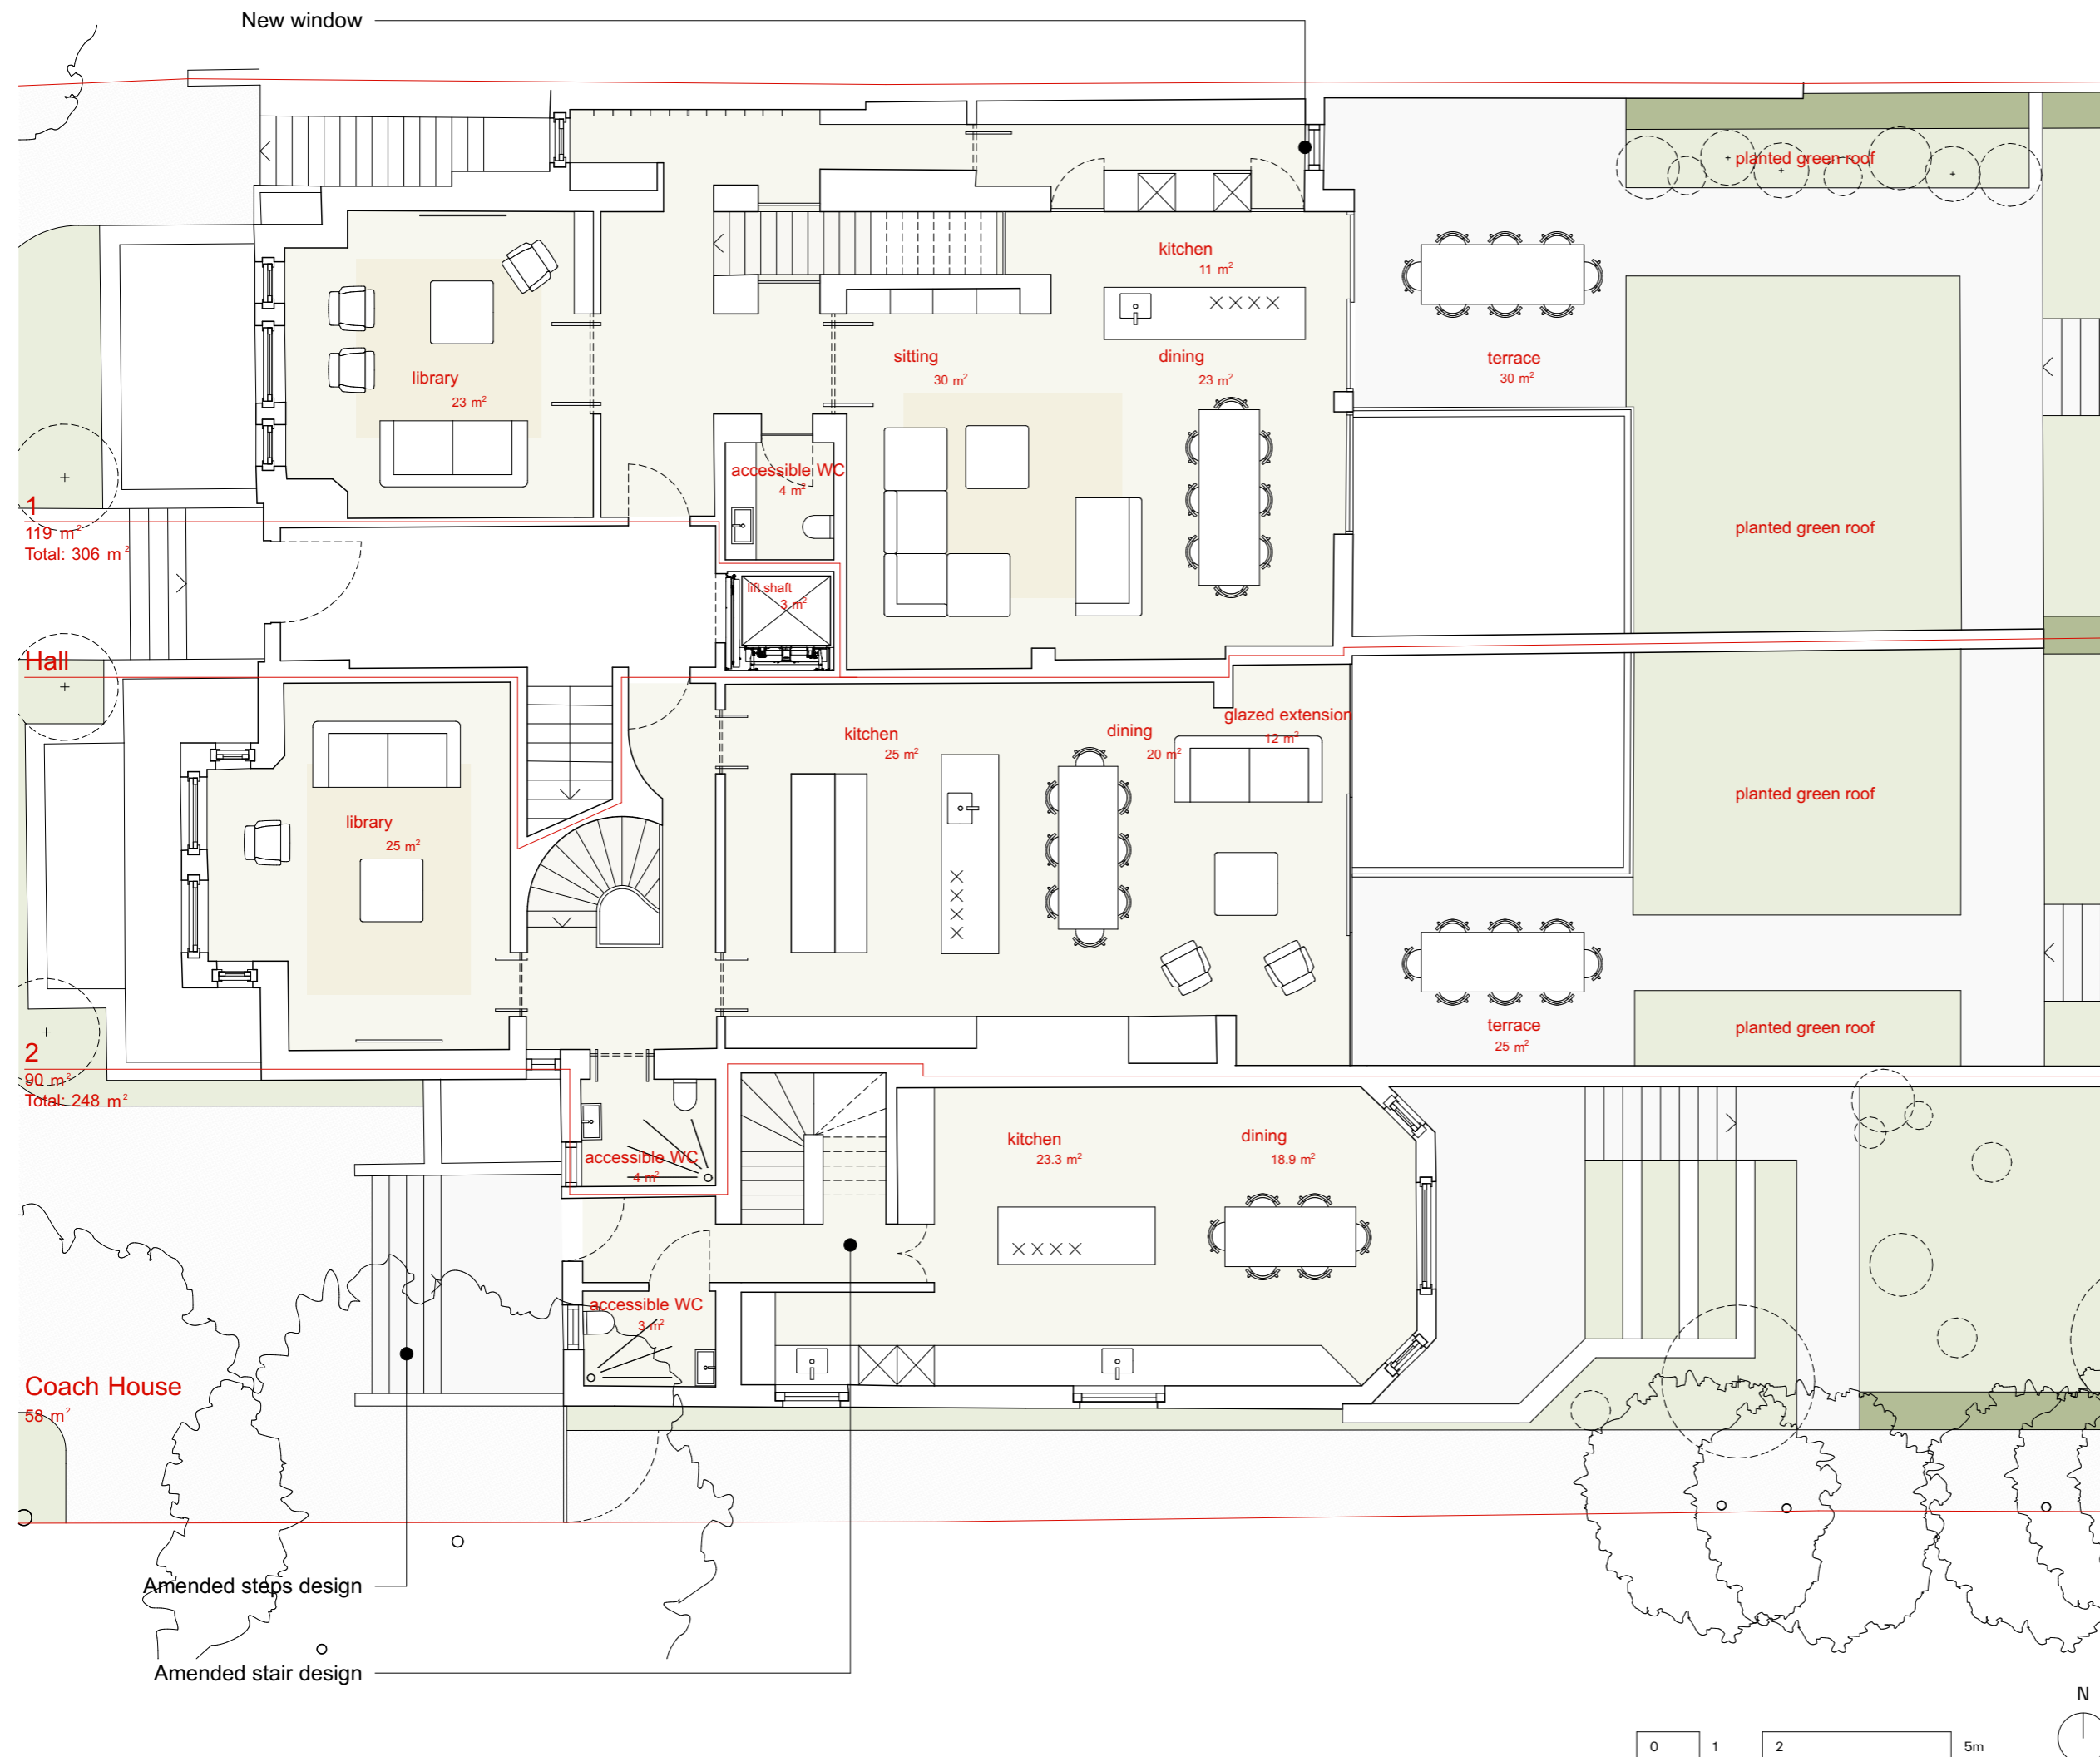 New window
planted green roof
kitchen
11 m²
sitting
30 m²
dining
23 m²
terrace
30 m²
library
23 m²
accessible WC
4 m²
1
119 m²
Total: 306 m²
planted green roof
lift shaft
3 m²
Hall
glazed extension
12 m²
kitchen
25 m²
dining
20 m²
planted green roof
library
25 m²
terrace
25 m²
planted green roof
2
90 m²
Total: 248 m²
kitchen
23.3 m²
dining
18.9 m²
accessible WC
4 m²
accessible WC
3 m²
Coach House
58 m²
Amended steps design
Amended stair design
N
0 1 2 5m